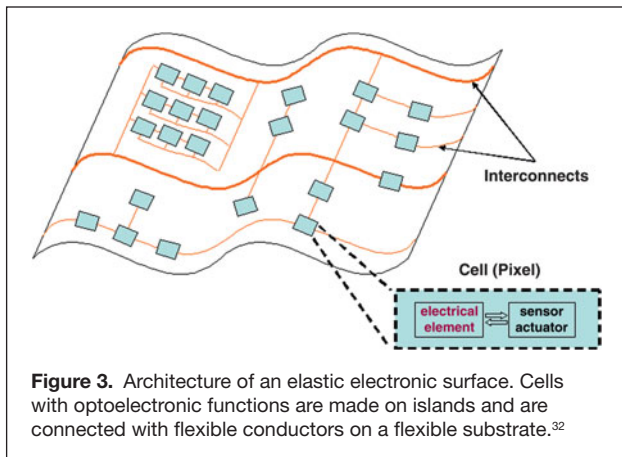 Interconnects
Cell (Pixel)
electrical sensor
element actuator
Figure 3. Architecture of an elastic electronic surface. Cells
with optoelectronic functions are made on islands and are
connected with flexible conductors on a flexible substrate.³²